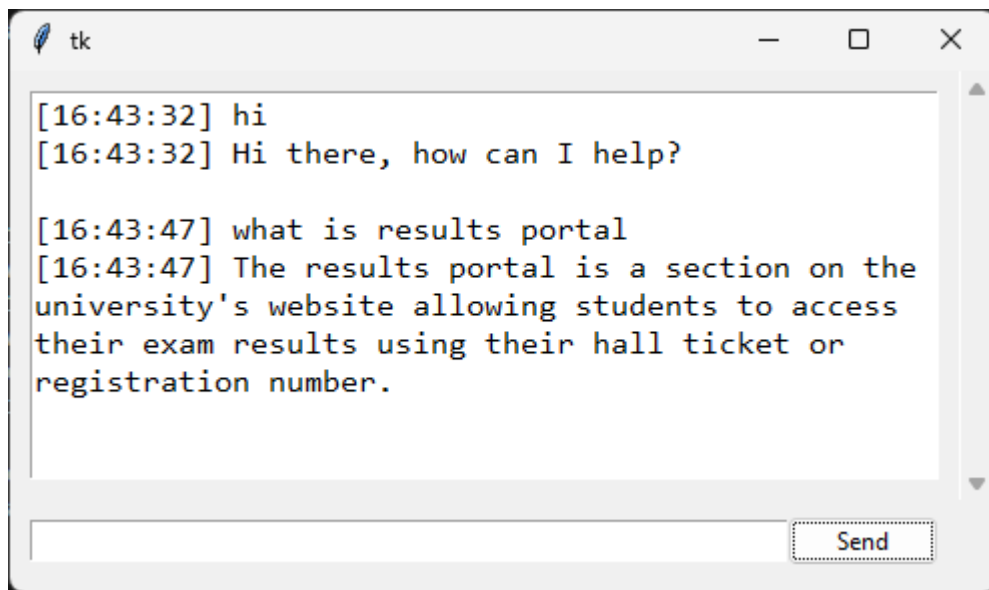 tk
[16:43:32] hi
[16:43:32] Hi there, how can I help?
[16:43:47] what is results portal
[16:43:47] The results portal is a section on the
university's website allowing students to access
their exam results using their hall ticket or
registration number.
Send